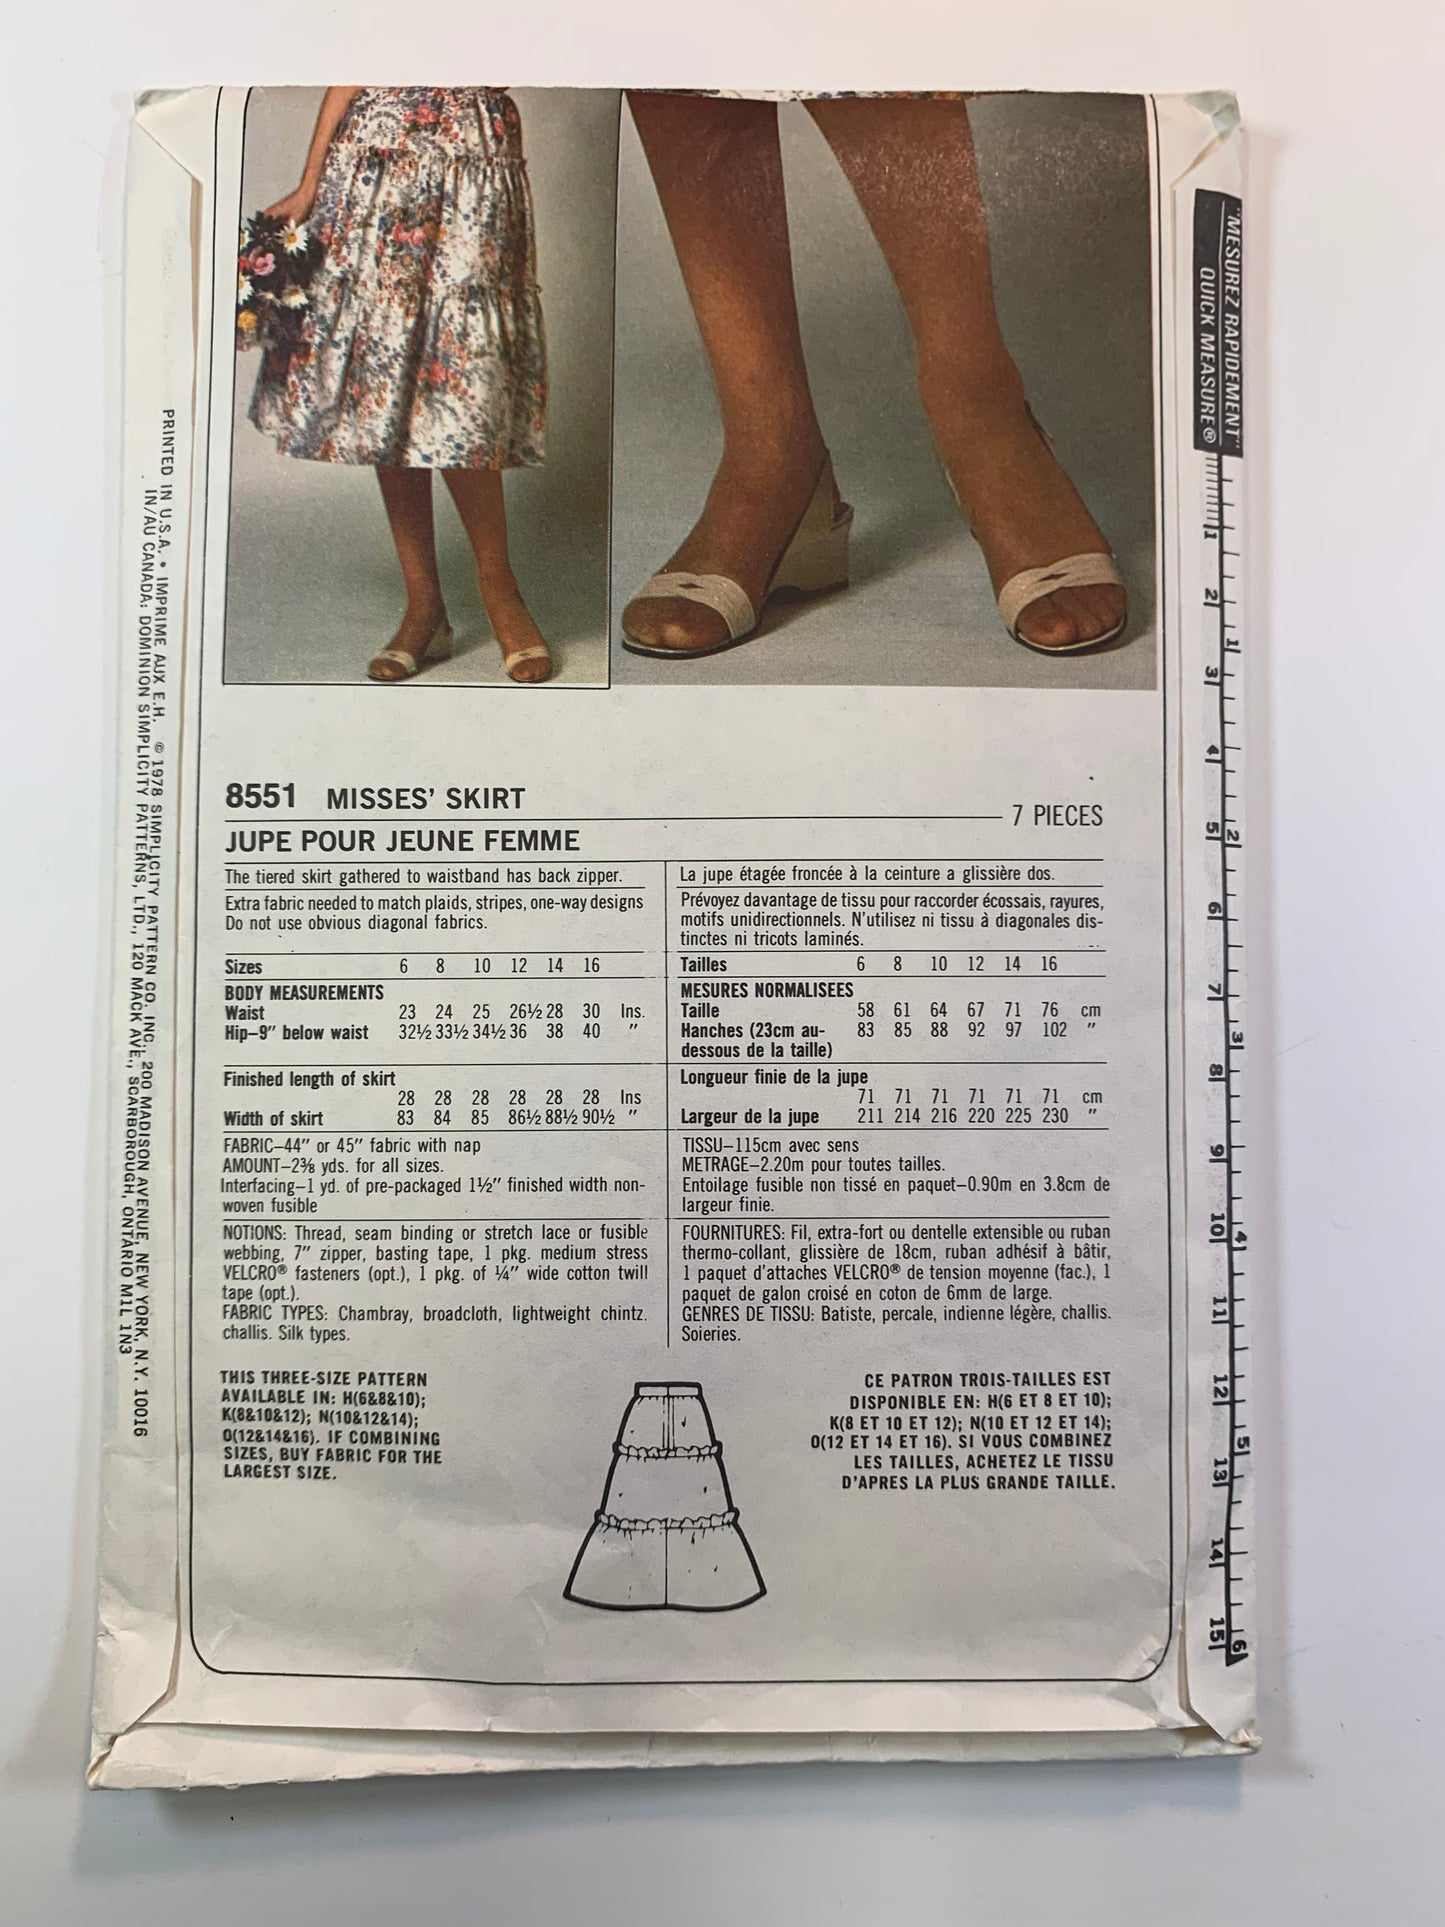 8551 MISSES' SKIRT
7 PIECES
JUPE POUR JEUNE FEMME
The tiered skirt gathered to waistband has back zipper.
Extra fabric needed to match plaids, stripes, one-way designs
Do not use obvious diagonal fabrics.
Sizes 6 8 10 12 14 16
BODY MEASUREMENTS
Waist 23 24 25 26½ 28 30 Ins.
Hip–9" below waist 32½ 33½ 34½ 36 38 40 "
Finished length of skirt
28 28 28 28 28 28 Ins
Width of skirt 83 84 85 86½ 88½ 90½ "
FABRIC–44" or 45" fabric with nap
AMOUNT–2⅜ yds. for all sizes.
Interfacing–1 yd. of pre-packaged 1½" finished width non-
woven fusible
NOTIONS: Thread, seam binding or stretch lace or fusible
webbing, 7" zipper, basting tape, 1 pkg. medium stress
VELCRO® fasteners (opt.), 1 pkg. of ¼" wide cotton twill
tape (opt.).
FABRIC TYPES: Chambray, broadcloth, lightweight chintz.
challis. Silk types.
La jupe étagée froncée à la ceinture a glissière dos.
Prévoyez davantage de tissu pour raccorder écossais, rayures,
motifs unidirectionnels. N'utilisez ni tissu à diagonales dis-
tinctes ni tricots laminés.
Tailles 6 8 10 12 14 16
MESURES NORMALISEES
Taille 58 61 64 67 71 76 cm
Hanches (23cm au- 83 85 88 92 97 102 "
dessous de la taille)
Longueur finie de la jupe
71 71 71 71 71 71 cm
Largeur de la jupe 211 214 216 220 225 230 "
TISSU–115cm avec sens
METRAGE–2.20m pour toutes tailles.
Entoilage fusible non tissé en paquet–0.90m en 3.8cm de
largeur finie.
FOURNITURES: Fil, extra-fort ou dentelle extensible ou ruban
thermo-collant, glissière de 18cm, ruban adhésif à bâtir,
1 paquet d'attaches VELCRO® de tension moyenne (fac.), 1
paquet de galon croisé en coton de 6mm de large.
GENRES DE TISSU: Batiste, percale, indienne légère, challis.
Soieries.
THIS THREE-SIZE PATTERN
AVAILABLE IN: H(6&8&10);
K(8&10&12); N(10&12&14);
O(12&14&16). IF COMBINING
SIZES, BUY FABRIC FOR THE
LARGEST SIZE.
CE PATRON TROIS-TAILLES EST
DISPONIBLE EN: H(6 ET 8 ET 10);
K(8 ET 10 ET 12); N(10 ET 12 ET 14);
O(12 ET 14 ET 16). SI VOUS COMBINEZ
LES TAILLES, ACHETEZ LE TISSU
D'APRES LA PLUS GRANDE TAILLE.
PRINTED IN U.S.A. • IMPRIME AUX E.H. © 1978 SIMPLICITY PATTERN CO. INC., 200 MADISON AVENUE, NEW YORK, N.Y. 10016
IN/AU CANADA: DOMINION SIMPLICITY PATTERNS, LTD., 120 MACK AVE., SCARBOROUGH, ONTARIO M1L 1N3
"MESUREZ RAPIDEMENT"
QUICK MEASURE®
1 2 3 4 5 6 7 8 9 10 11 12 13 14 15
1 2 3 4 5 6